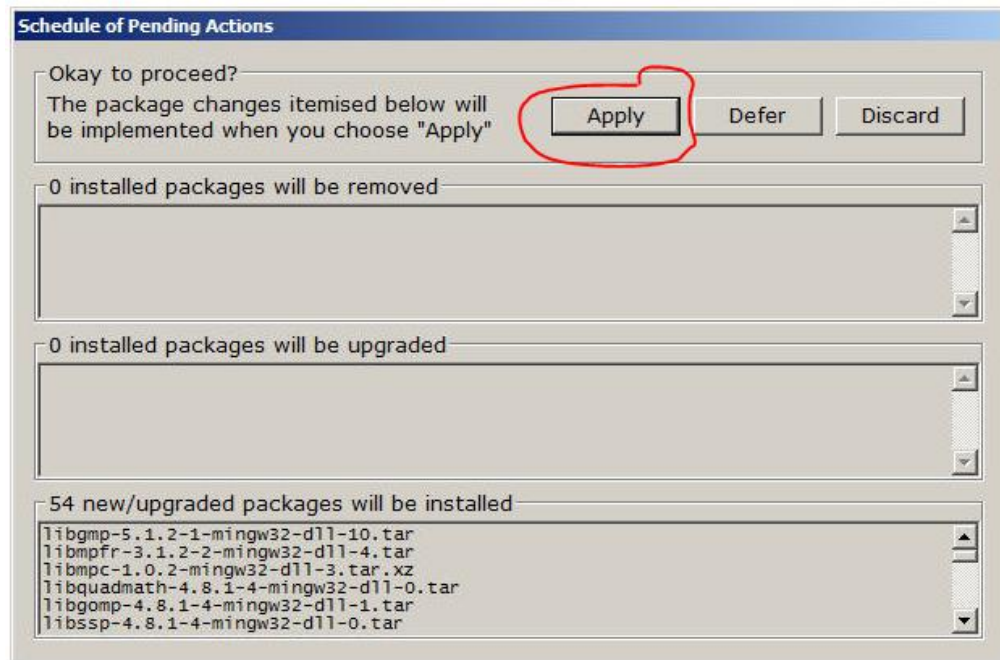 Schedule of Pending Actions
Okay to proceed?
The package changes itemised below will
be implemented when you choose "Apply"
Apply
Defer
Discard
0 installed packages will be removed
0 installed packages will be upgraded
54 new/upgraded packages will be installed
libgmp-5.1.2-1-mingw32-dll-10.tar
libmpfr-3.1.2-2-mingw32-dll-4.tar
libmpc-1.0.2-mingw32-dll-3.tar.xz
libquadmath-4.8.1-4-mingw32-dll-0.tar
libgomp-4.8.1-4-mingw32-dll-1.tar
libssp-4.8.1-4-mingw32-dll-0.tar